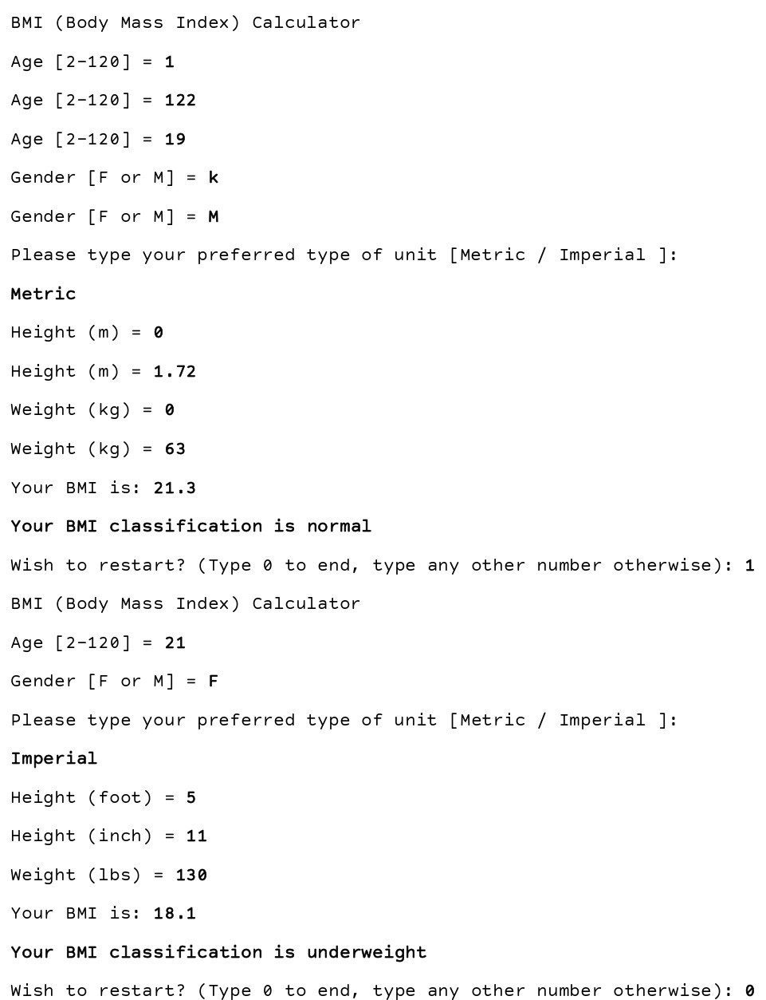 BMI (Body Mass Index) Calculator
Age [2-120] = 1
Age [2-120] = 122
Age [2-120] = 19
Gender [F or M] = k
Gender [F or M] = M
Please type your preferred type of unit [Metric / Imperial ]:
Metric
Height (m) = 0
Height (m) = 1.72
Weight (kg) = 0
Weight (kg) = 63
Your BMI is: 21.3
Your BMI classification is normal
Wish to restart? (Type 0 to end, type any other number otherwise): 1
BMI (Body Mass Index) Calculator
Age [2-120] = 21
Gender [F or M] = F
Please type your preferred type of unit [Metric / Imperial ]:
Imperial
Height (foot) = 5
Height (inch) = 11
Weight (lbs) = 130
Your BMI is: 18.1
Your BMI classification is underweight
Wish to restart? (Type 0 to end, type any other number otherwise): 0